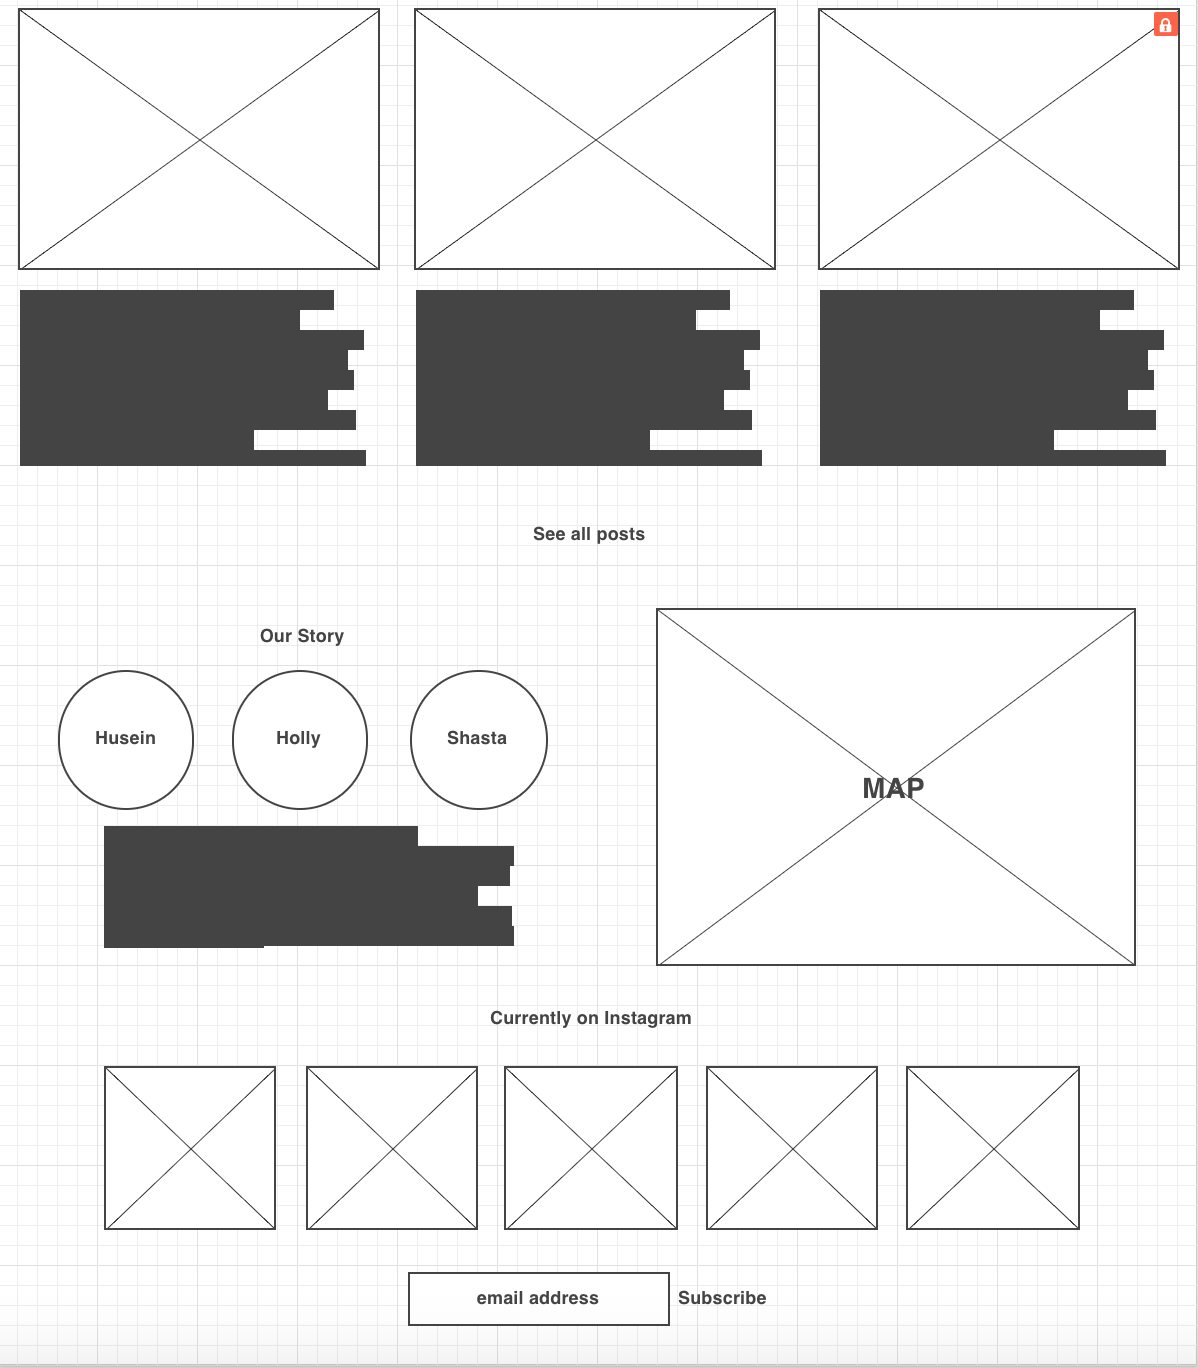 See all posts
Our Story
Husein
Holly
Shasta
MAP
Currently on Instagram
email address
Subscribe